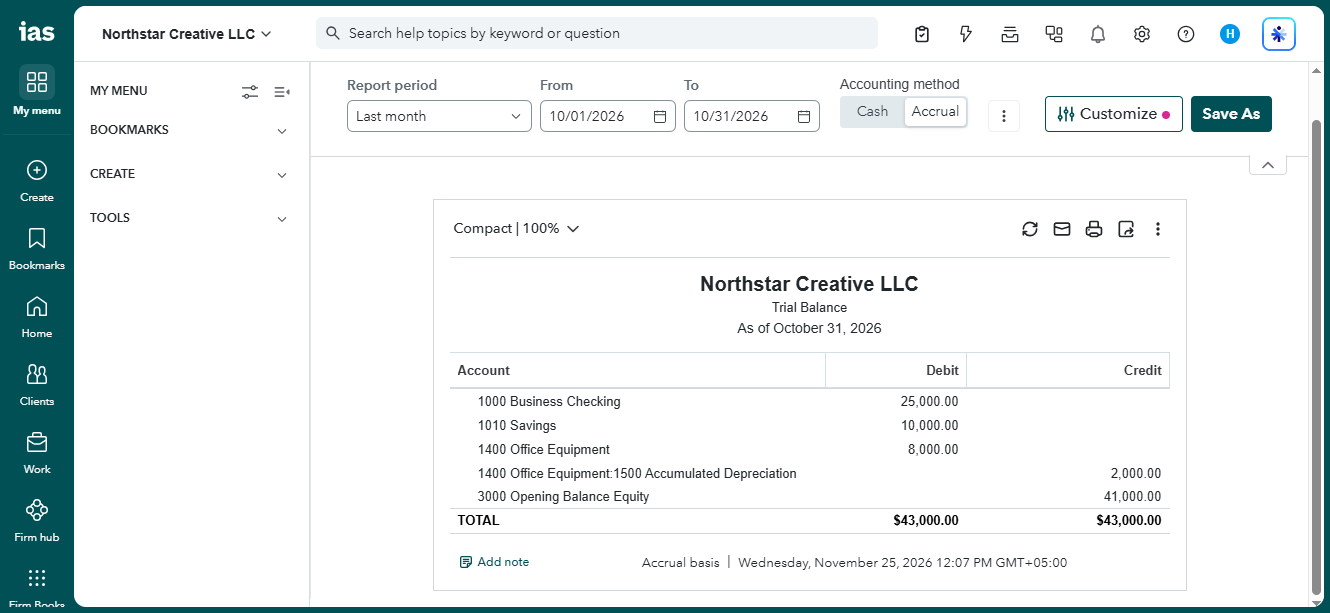 ias
Northstar Creative LLC
Search help topics by keyword or question
H
My menu
Create
Bookmarks
Home
Clients
Work
Firm hub
Firm Books
MY MENU
BOOKMARKS
CREATE
TOOLS
Report period
From
To
Accounting method
Last month
10/01/2026
10/31/2026
Cash
Accrual
Customize
Save As
Compact | 100%
Northstar Creative LLC
Trial Balance
As of October 31, 2026
Account Debit Credit
1000 Business Checking 25,000.00
1010 Savings 10,000.00
1400 Office Equipment 8,000.00
1400 Office Equipment:1500 Accumulated Depreciation 2,000.00
3000 Opening Balance Equity 41,000.00
TOTAL $43,000.00 $43,000.00
Add note
Accrual basis | Wednesday, November 25, 2026 12:07 PM GMT+05:00